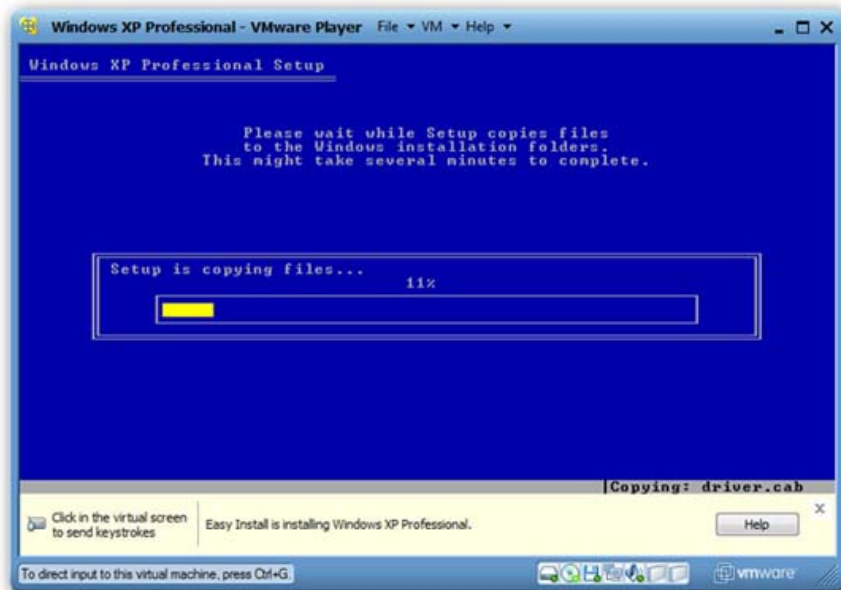 Windows XP Professional - VMware Player File VM Help
Windows XP Professional Setup
Please wait while Setup copies files
to the Windows installation folders.
This might take several minutes to complete.
Setup is copying files...
11%
Copying: driver.cab
Click in the virtual screen
to send keystrokes
Easy Install is installing Windows XP Professional.
Help
x
To direct input to this virtual machine, press Ctrl+G.
vmware